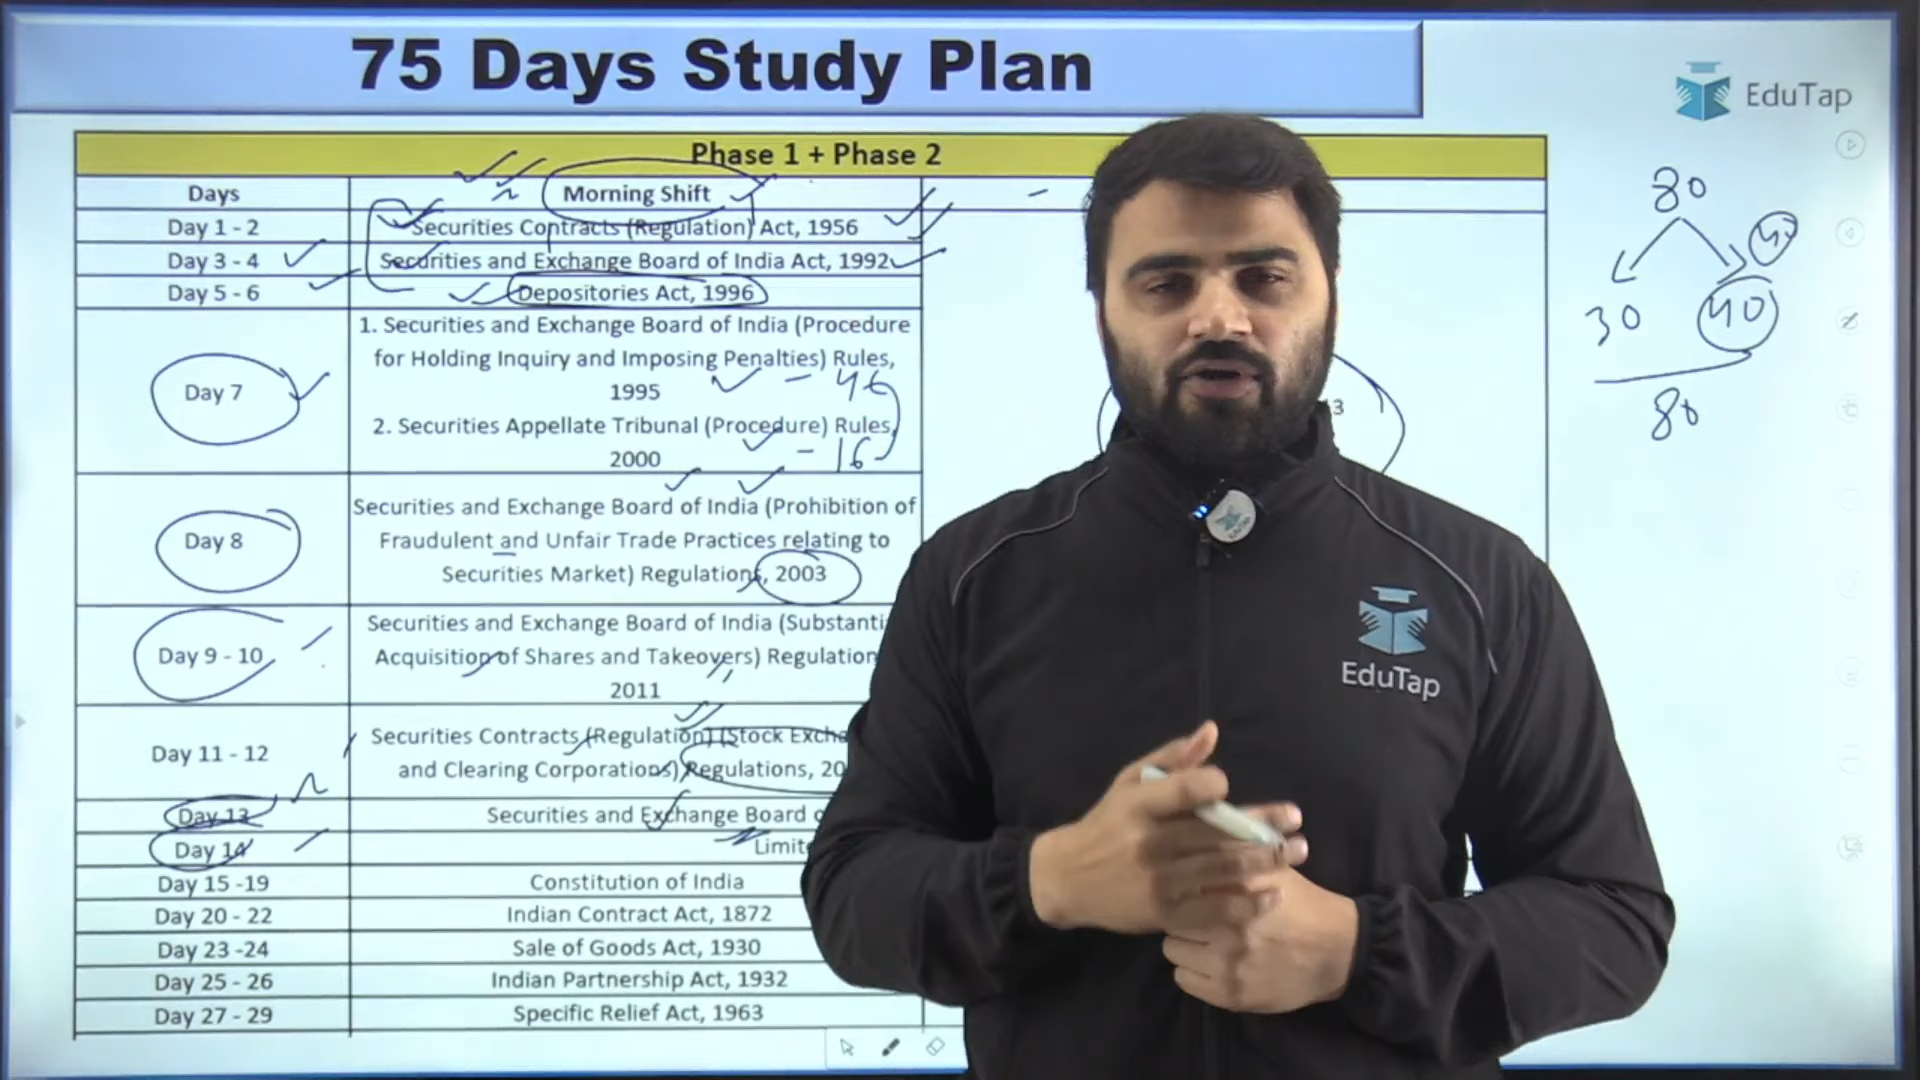 75 Days Study Plan
EduTap
Phase 1 + Phase 2
Days
Morning Shift
Day 1 - 2
Securities Contracts (Regulation) Act, 1956
Day 3 - 4
Securities and Exchange Board of India Act, 1992
Day 5 - 6
Depositories Act, 1996
Day 7
1. Securities and Exchange Board of India (Procedure
for Holding Inquiry and Imposing Penalties) Rules,
1995
2. Securities Appellate Tribunal (Procedure) Rules,
2000
- 16
Day 8
Securities and Exchange Board of India (Prohibition of
Fraudulent and Unfair Trade Practices relating to
Securities Market) Regulations, 2003
Day 9 - 10
Securities and Exchange Board of India (Substanti
Acquisition of Shares and Takeovers) Regulation
2011
Day 11 - 12
Securities Contracts (Regulation) (Stock Excha
and Clearing Corporations) Regulations, 20
Day 13
Securities and Exchange Board o
Day 14
Limite
Day 15 -19
Constitution of India
Day 20 - 22
Indian Contract Act, 1872
Day 23 -24
Sale of Goods Act, 1930
Day 25 - 26
Indian Partnership Act, 1932
Day 27 - 29
Specific Relief Act, 1963
3
80
30
40
80
EduTap